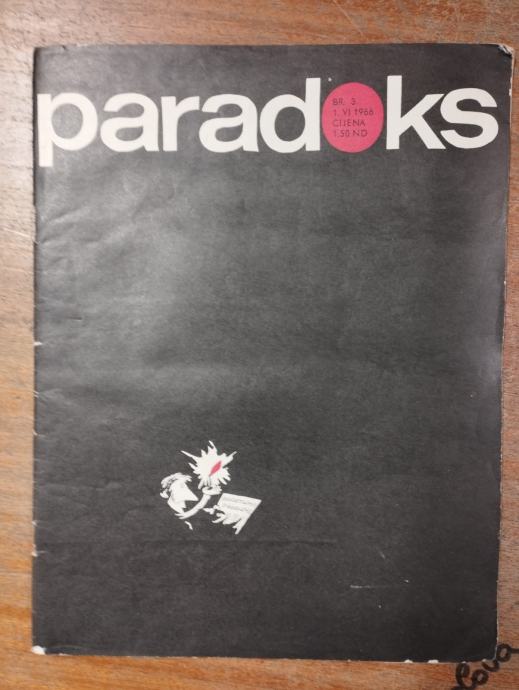 paradoks
BR. 3.
1. VI 1966
CIJENA
1,50 ND